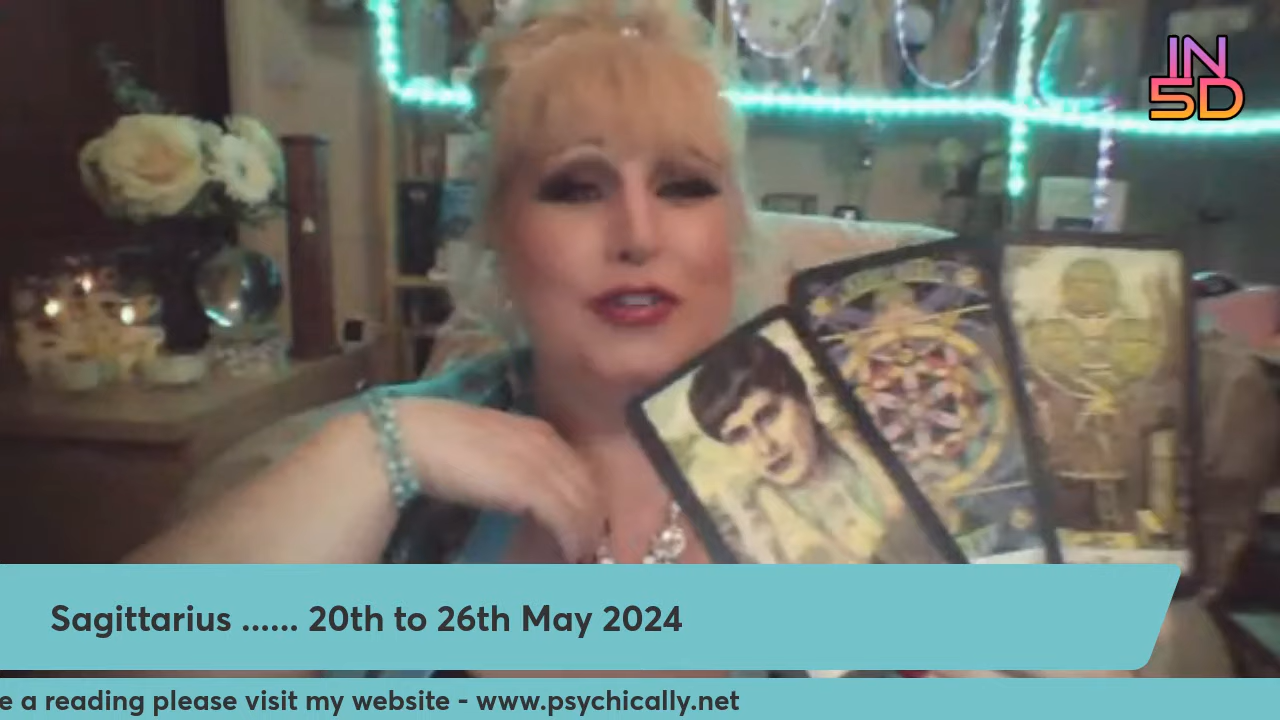 IN
5D
Sagittarius ...... 20th to 26th May 2024
e a reading please visit my website - www.psychically.net